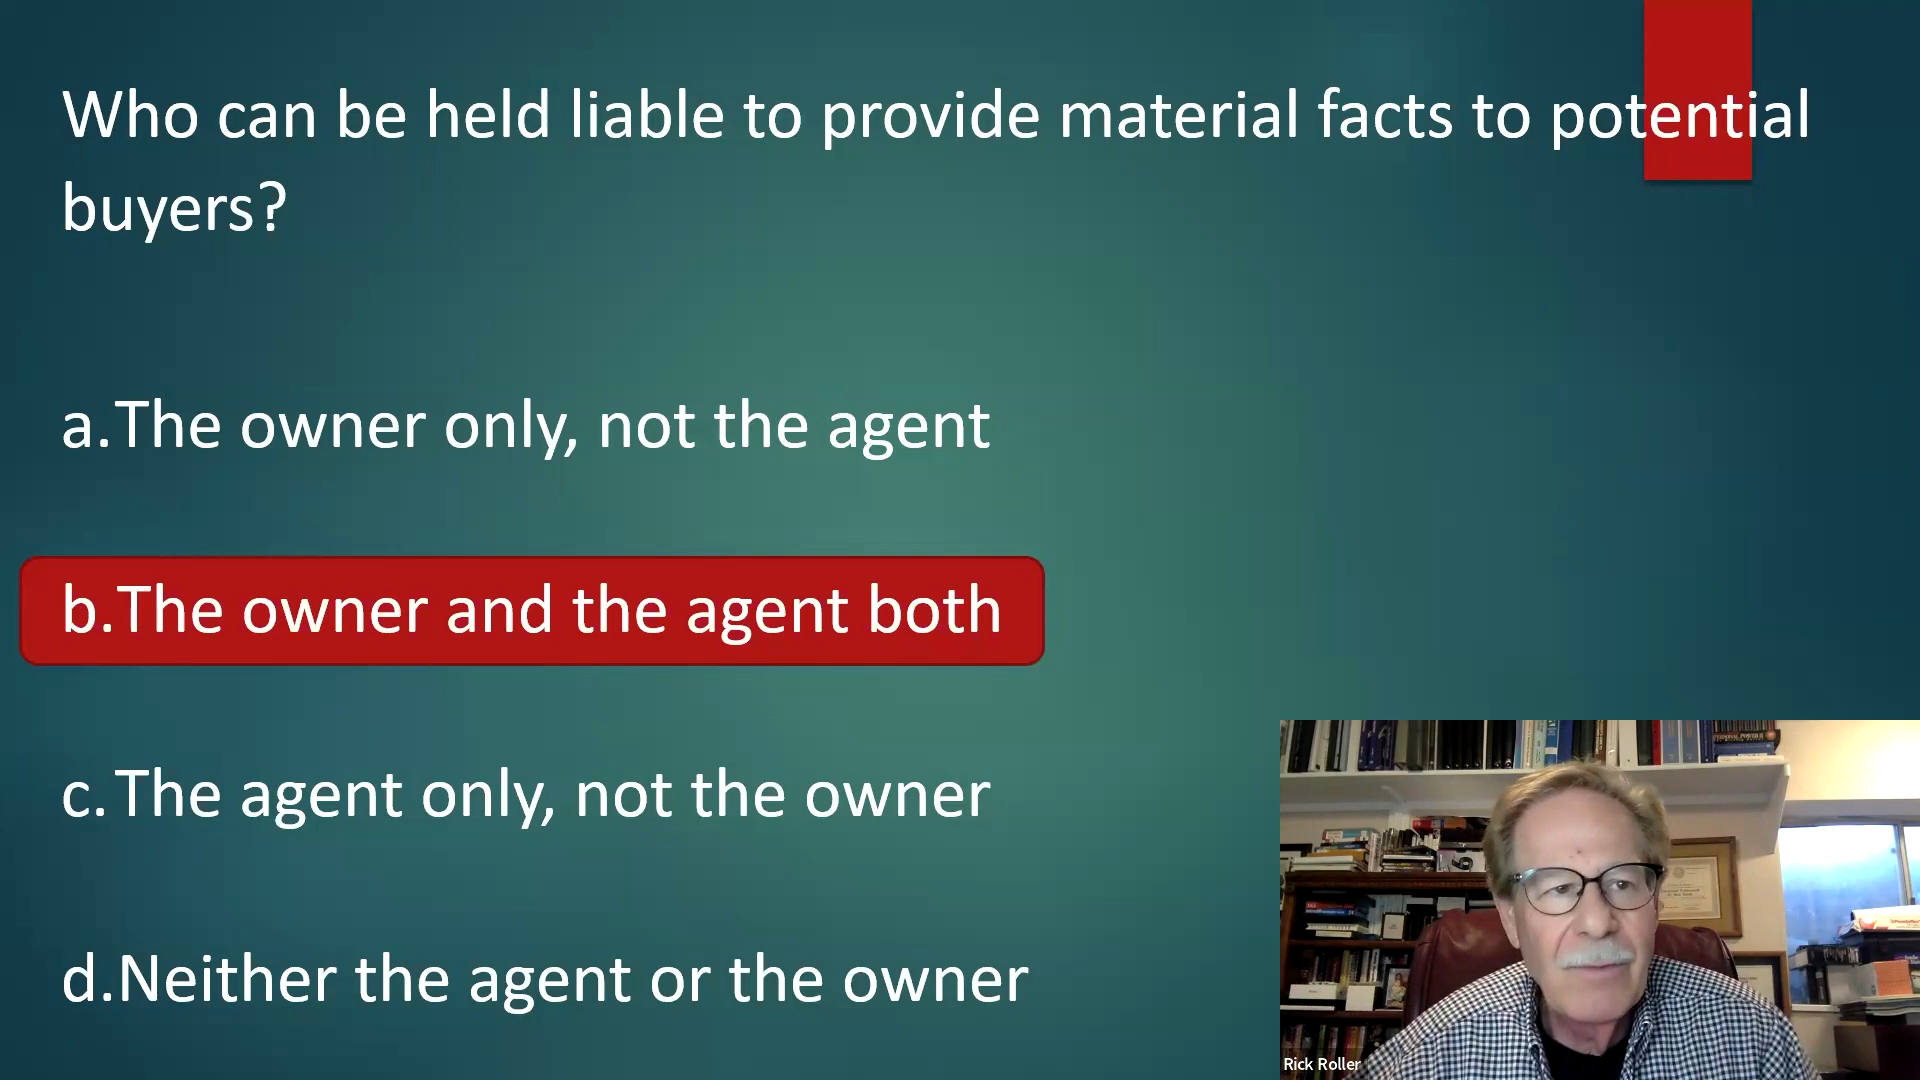 Who can be held liable to provide material facts to potential
buyers?
a.The owner only, not the agent
b.The owner and the agent both
c.The agent only, not the owner
d.Neither the agent or the owner
Rick Roller